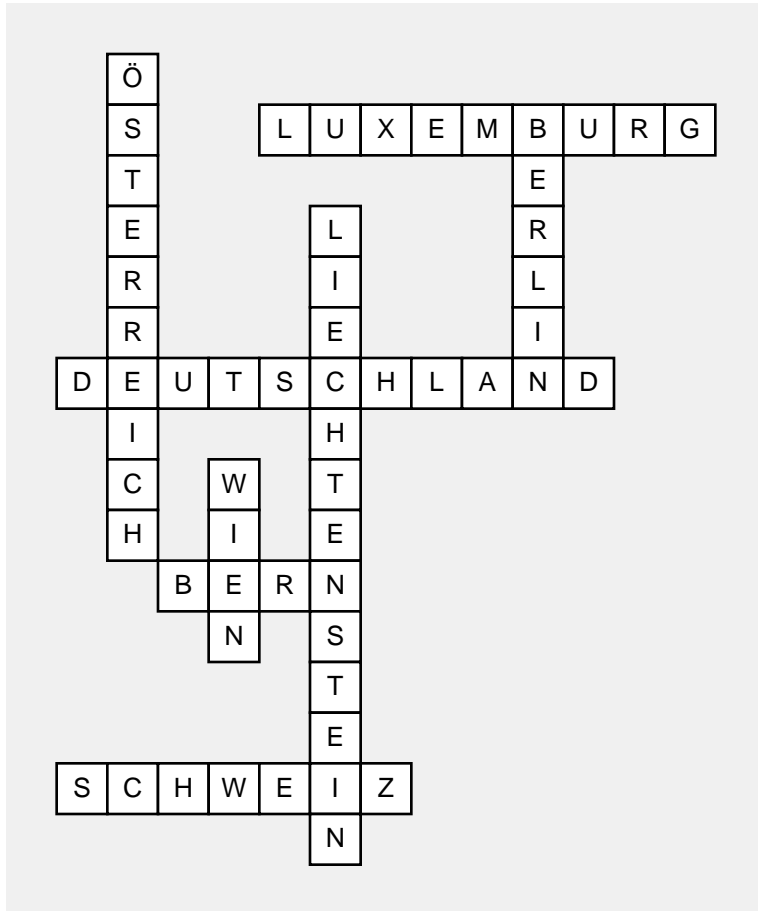 ÖSTERREICH
LUXEMBURG
BERLIN
LIECHTENSTEIN
DEUTSCHLAND
WIEN
BERN
SCHWEIZ